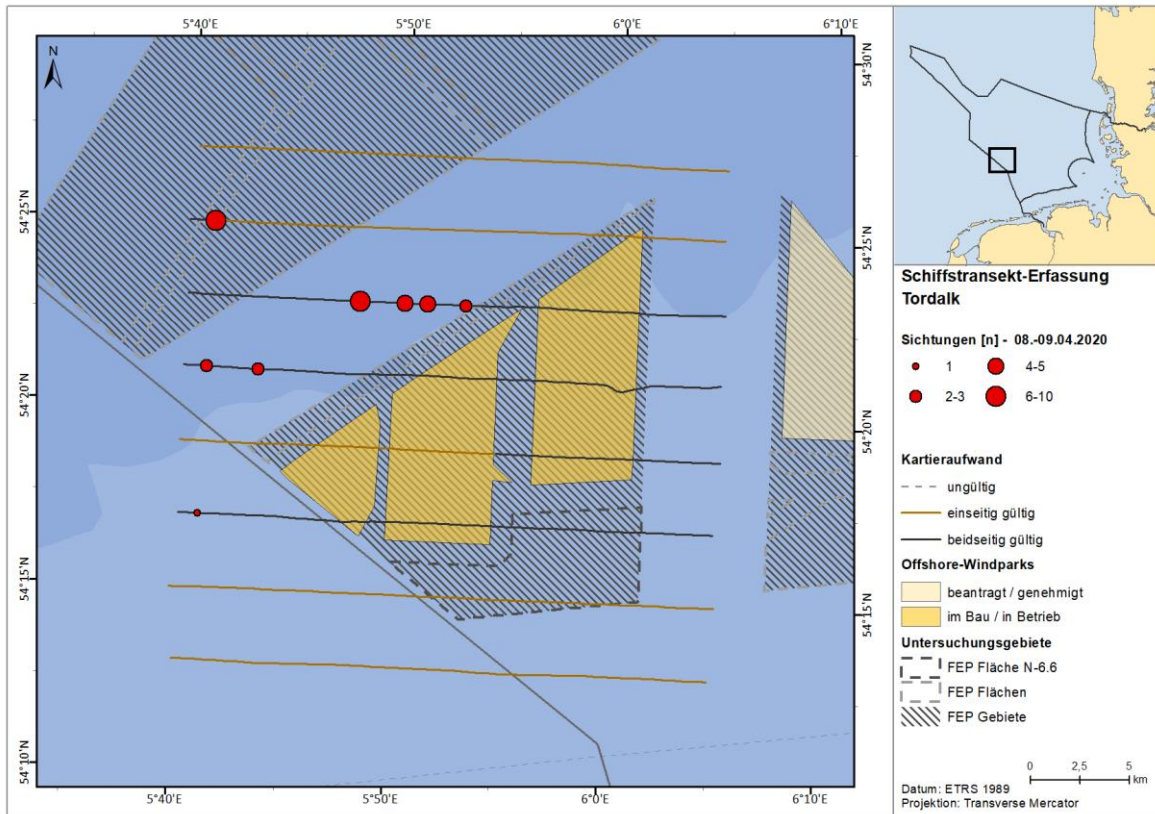 5°40'E 5°50'E 6°0'E 6°10'E
N
54°30'N
54°25'N
54°25'N
54°20'N
54°20'N
54°15'N
54°15'N
54°10'N
5°40'E 5°50'E 6°0'E 6°10'E
Schiffstransekt-Erfassung
Tordalk
Sichtungen [n] - 08.-09.04.2020
1 4-5
2-3 6-10
Kartieraufwand
ungültig
einseitig gültig
beidseitig gültig
Offshore-Windparks
beantragt / genehmigt
im Bau / in Betrieb
Untersuchungsgebiete
FEP Fläche N-6.6
FEP Flächen
FEP Gebiete
0 2,5 5
km
Datum: ETRS 1989
Projektion: Transverse Mercator